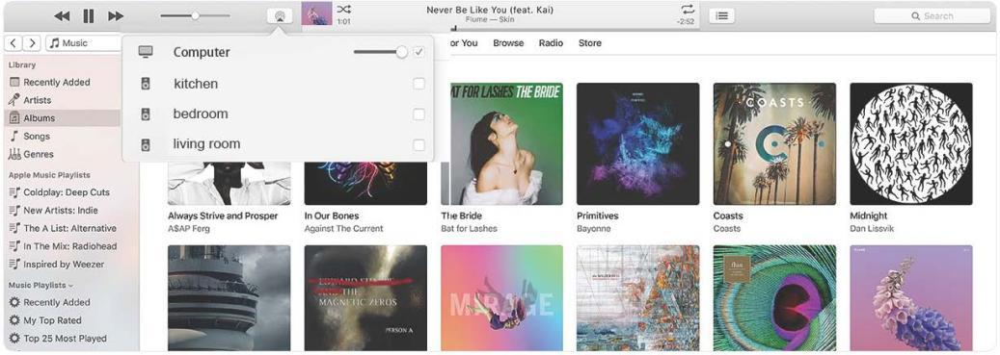 Never Be Like You (feat. Kai)
Flume — Skin
1:01
-2:52
Search
Music
or You Browse Radio Store
Computer
kitchen
bedroom
living room
Library
Recently Added
Artists
Albums
Songs
Genres
Apple Music Playlists
Coldplay: Deep Cuts
New Artists: Indie
The A List: Alternative
In The Mix: Radiohead
Inspired by Weezer
Music Playlists
Recently Added
My Top Rated
Top 25 Most Played
AT FOR LASHES THE BRIDE
COASTS
Always Strive and Prosper
A$AP Ferg
In Our Bones
Against The Current
The Bride
Bat for Lashes
Primitives
Bayonne
Coasts
Coasts
Midnight
Dan Lissvik
AND THE
MAGNETIC ZEROS
PERSON A
MIRAGE